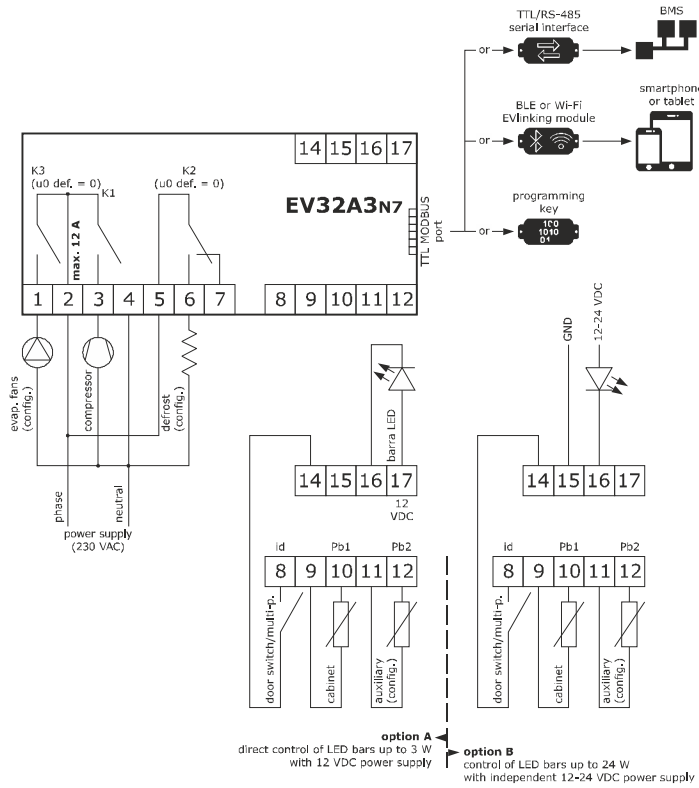 TTL/RS-485
serial interface
BMS
or
smartphone
or tablet
BLE or Wi-Fi
EVlinking module
or
programming
key
100
1010
01
or
14 15 16 17
K3
(u0 def. = 0)
K1
K2
(u0 def. = 0)
EV32A3N7
max. 12 A
TTL MODBUS
port
1 2 3 4 5 6 7
8 9 10 11 12
evap. fans
(config.)
compressor
defrost
(config.)
phase
neutral
power supply
(230 VAC)
barra LED
14 15 16 17
12
VDC
id Pb1 Pb2
8 9 10 11 12
door switch/multi-p.
cabinet
auxiliary
(config.)
GND
12-24 VDC
14 15 16 17
id Pb1 Pb2
8 9 10 11 12
door switch/multi-p.
cabinet
auxiliary
(config.)
option A
direct control of LED bars up to 3 W
with 12 VDC power supply
option B
control of LED bars up to 24 W
with independent 12-24 VDC power supply